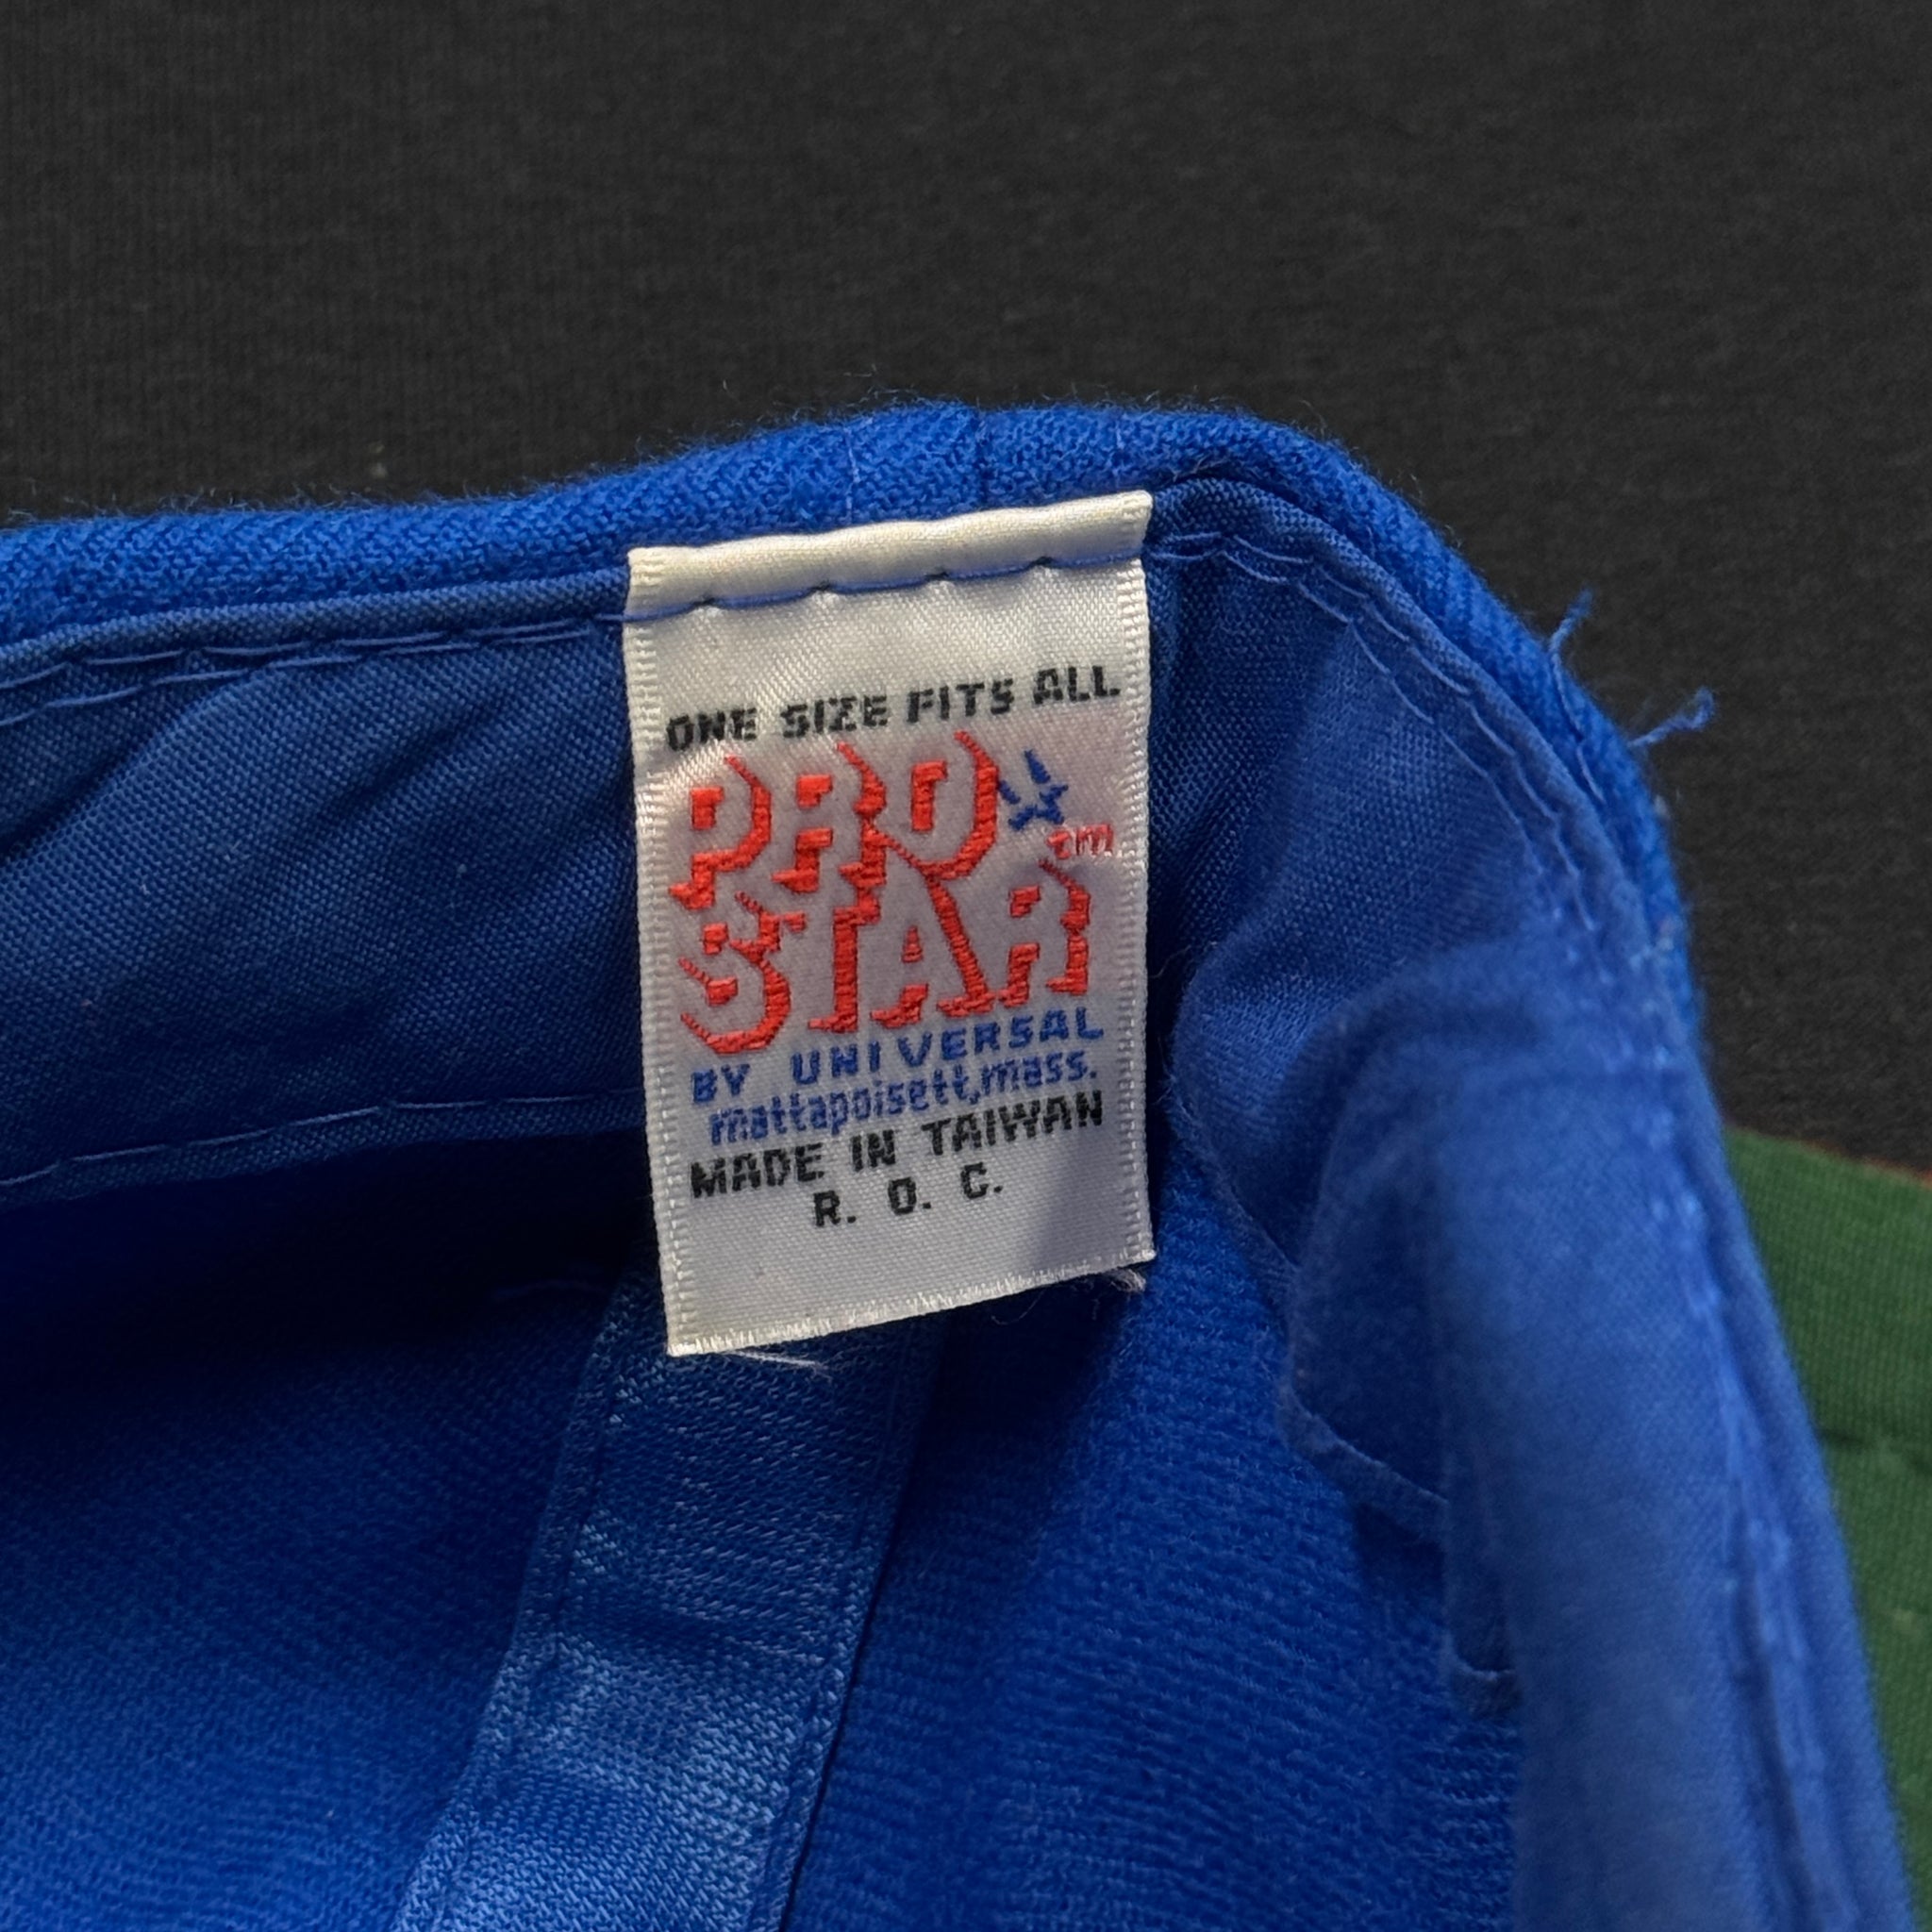 ONE SIZE FITS ALL
PRO
tm
STAR
BY UNIVERSAL
mattapoisett, mass.
MADE IN TAIWAN
R. O. C.